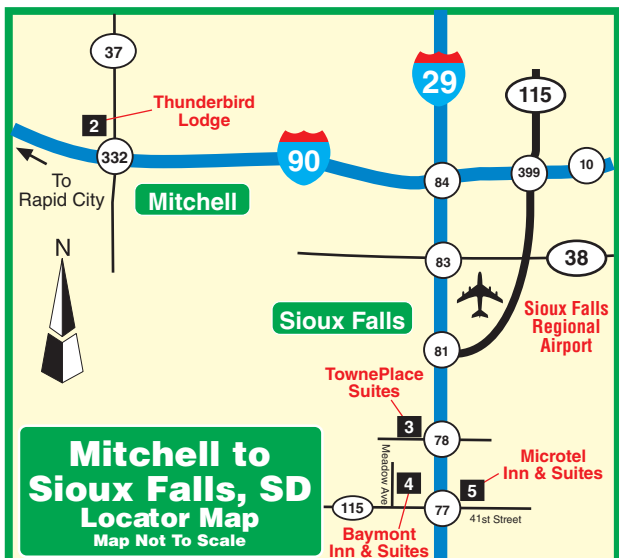 37
29
115
2
Thunderbird
Lodge
332
90
To
Rapid City
Mitchell
84
399
10
N
83
38
Sioux Falls
Sioux Falls
Regional
Airport
81
TownePlace
Suites
3
78
Meadow Ave
Mitchell to
Sioux Falls, SD
Locator Map
Map Not To Scale
4
5
Microtel
Inn & Suites
115
77
41st Street
Baymont
Inn & Suites